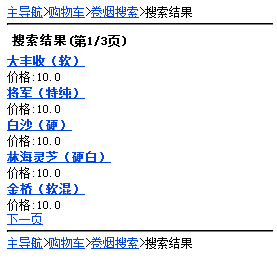 主导航>购物车>卷烟搜索>搜索结果
搜索结果(第1/3页)
大丰收（软）
价格:10.0
将军（特纯）
价格:10.0
白沙（硬）
价格:10.0
林海灵芝（硬白）
价格:10.0
金桥（软混）
价格:10.0
下一页
主导航>购物车>卷烟搜索>搜索结果